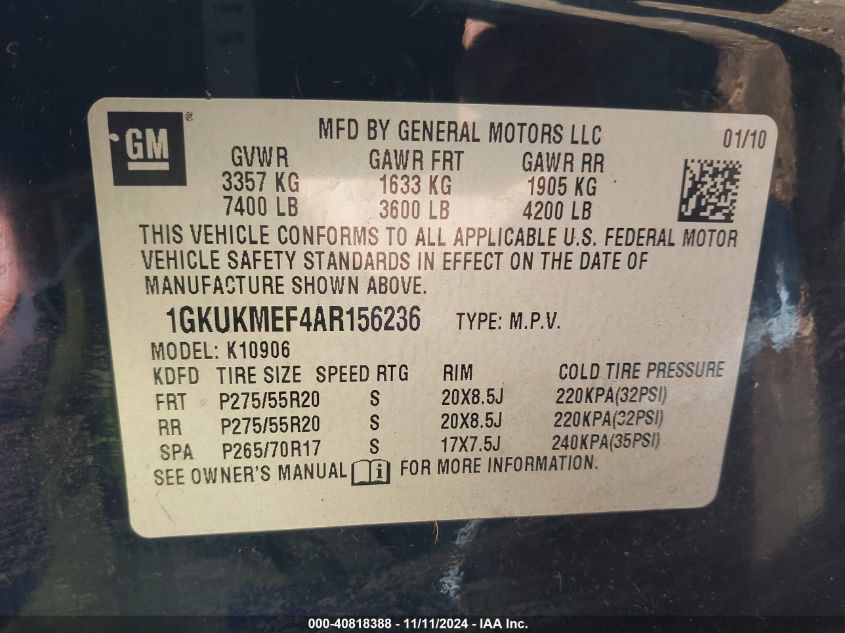 GM®
MFD BY GENERAL MOTORS LLC 01/10
GVWR GAWR FRT GAWR RR
3357 KG 1633 KG 1905 KG
7400 LB 3600 LB 4200 LB
THIS VEHICLE CONFORMS TO ALL APPLICABLE U.S. FEDERAL MOTOR
VEHICLE SAFETY STANDARDS IN EFFECT ON THE DATE OF
MANUFACTURE SHOWN ABOVE.
1GKUKMEF4AR156236 TYPE: M.P.V.
MODEL: K10906
KDFD TIRE SIZE SPEED RTG RIM COLD TIRE PRESSURE
FRT P275/55R20 S 20X8.5J 220KPA(32PSI)
RR P275/55R20 S 20X8.5J 220KPA(32PSI)
SPA P265/70R17 S 17X7.5J 240KPA(35PSI)
SEE OWNER'S MANUAL i FOR MORE INFORMATION.
000-40818388 - 11/11/2024 - IAA Inc.